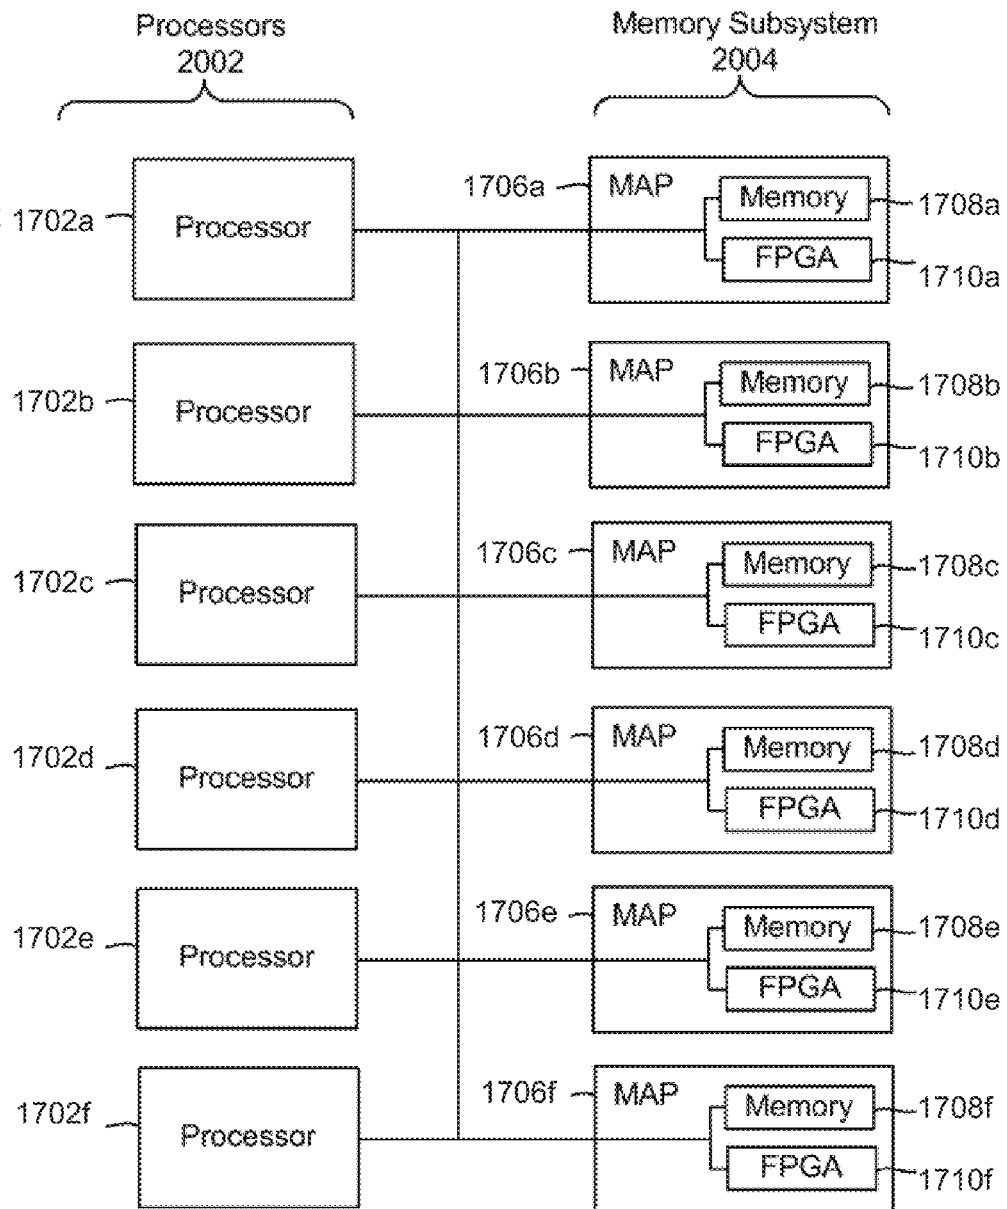 Processors
2002
Memory Subsystem
2004
1702a
Processor
1706a
MAP
Memory
1708a
FPGA
1710a
1702b
Processor
1706b
MAP
Memory
1708b
FPGA
1710b
1702c
Processor
1706c
MAP
Memory
1708c
FPGA
1710c
1702d
Processor
1706d
MAP
Memory
1708d
FPGA
1710d
1702e
Processor
1706e
MAP
Memory
1708e
FPGA
1710e
1702f
Processor
1706f
MAP
Memory
1708f
FPGA
1710f